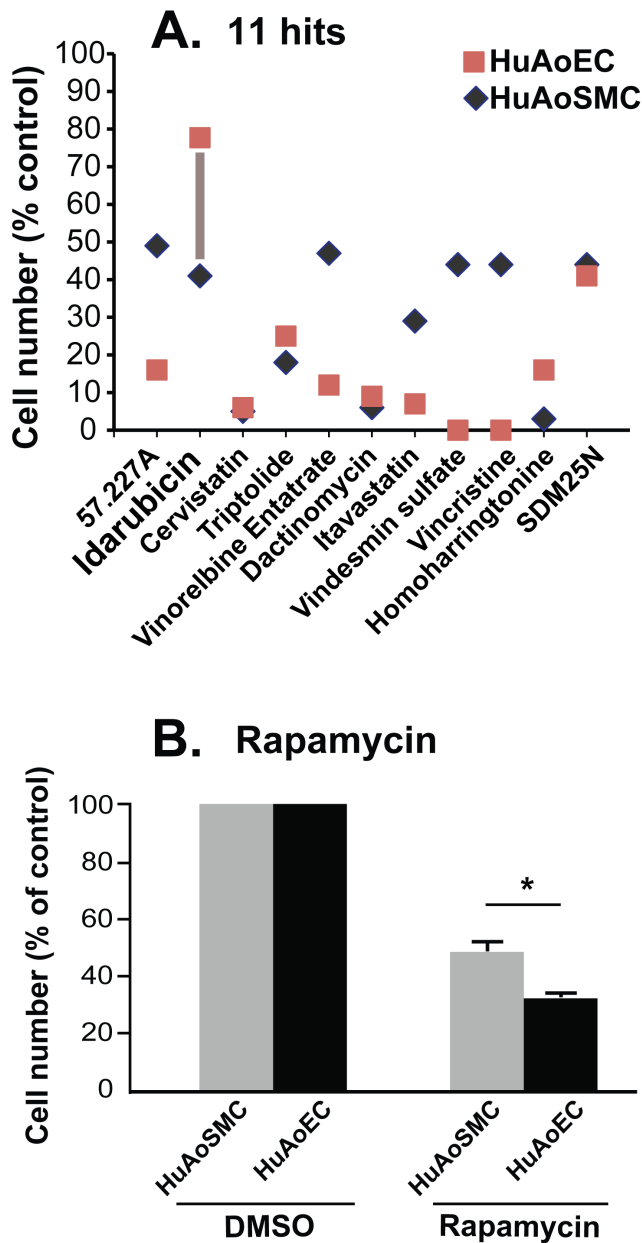 A. 11 hits
HuAoEC
HuAoSMC
Cell number (% control)
100
90
80
70
60
50
40
30
20
10
0
57.227A
Idarubicin
Cervistatin
Triptolide
Vinorelbine Entatrate
Dactinomycin
Itavastatin
Vindesmin sulfate
Vincristine
Homoharringtonine
SDM25N
B. Rapamycin
Cell number (% of control)
100
80
60
40
20
0
*
HuAoSMC
HuAoEC
HuAoSMC
HuAoEC
DMSO
Rapamycin